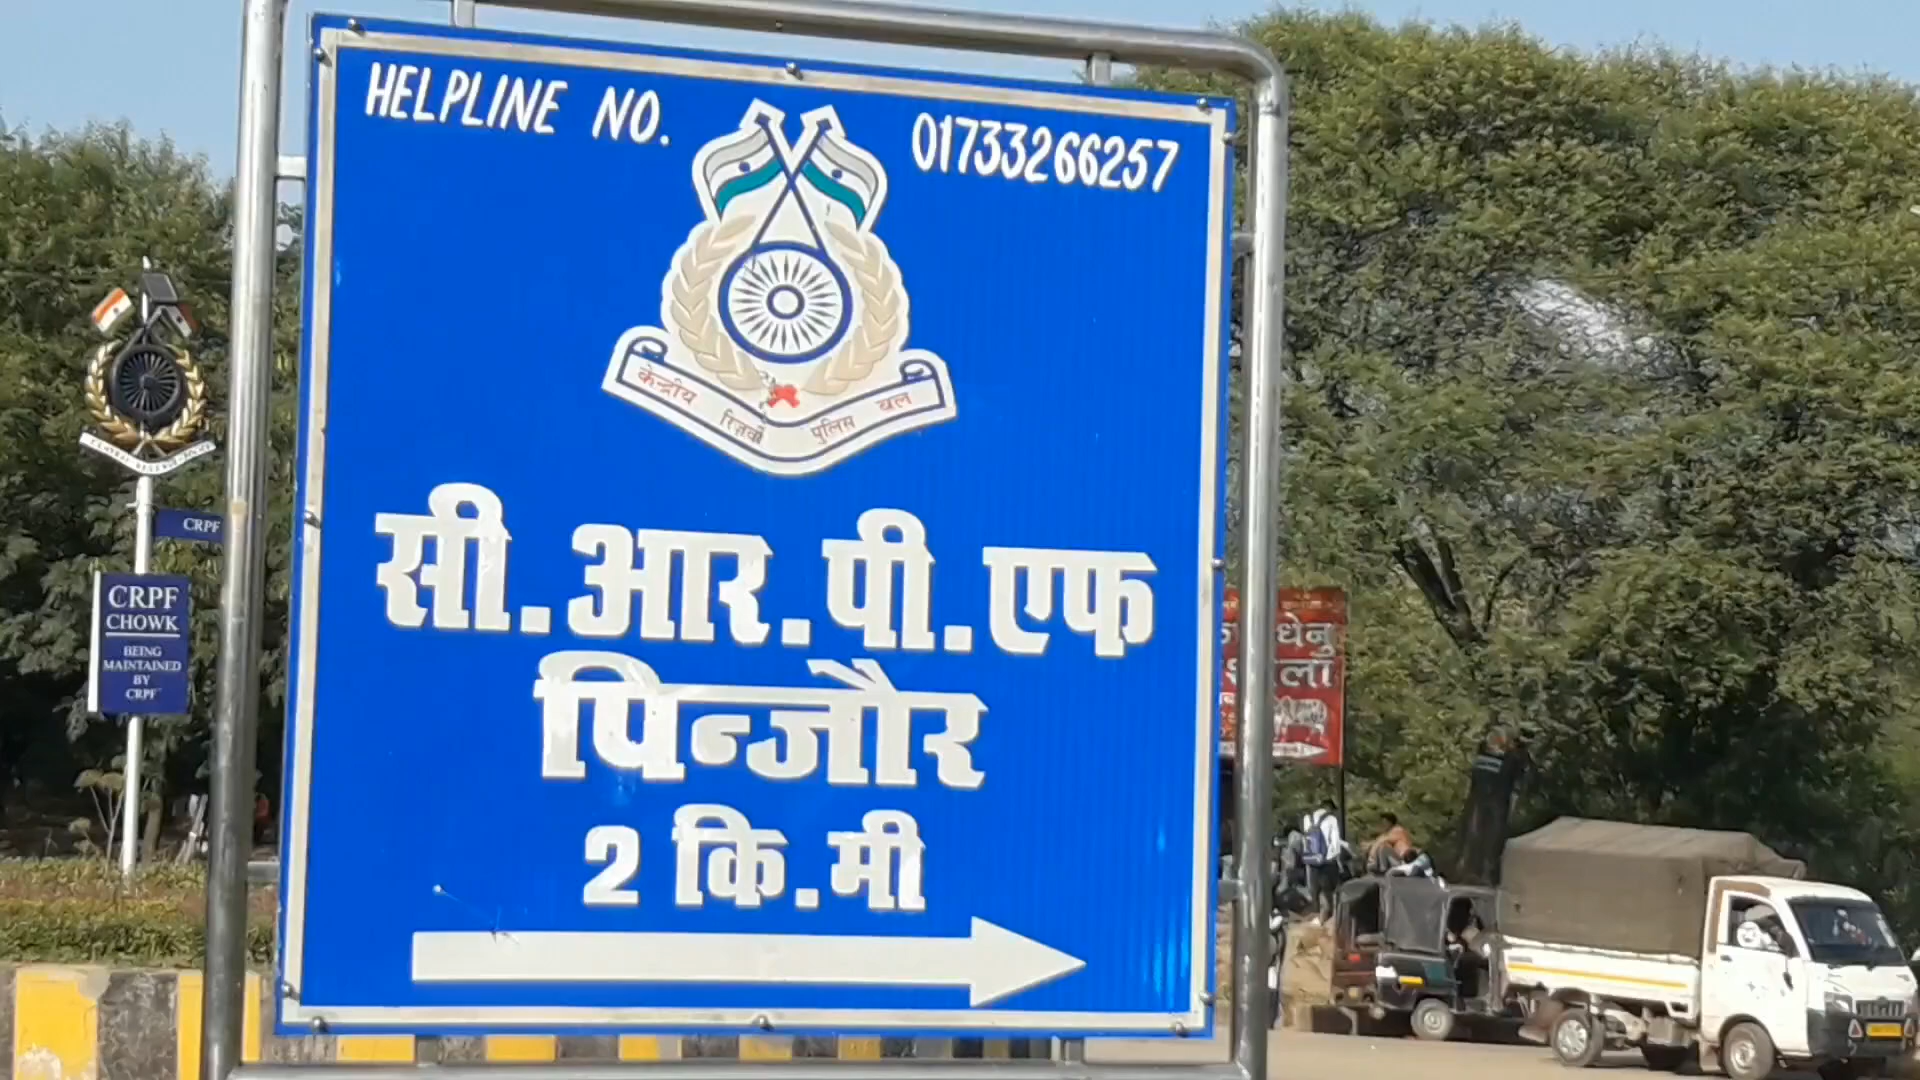 HELPLINE NO. 01733266257
केन्द्रीय रिज़र्व पुलिस बल
सी.आर.पी.एफ
पिन्जौर
2 कि.मी
CRPF
CRPF
CHOWK
BEING
MAINTAINED
BY
CRPF